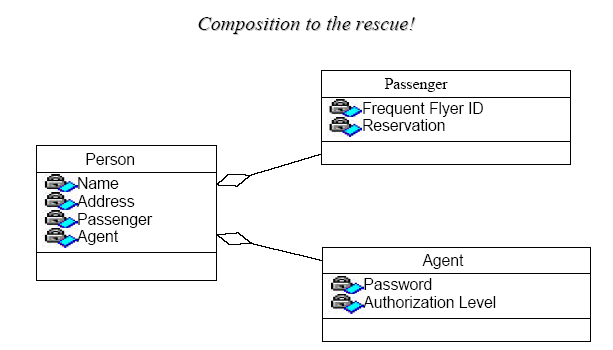 Composition to the rescue!
Passenger
Frequent Flyer ID
Reservation
Person
Name
Address
Passenger
Agent
Agent
Password
Authorization Level